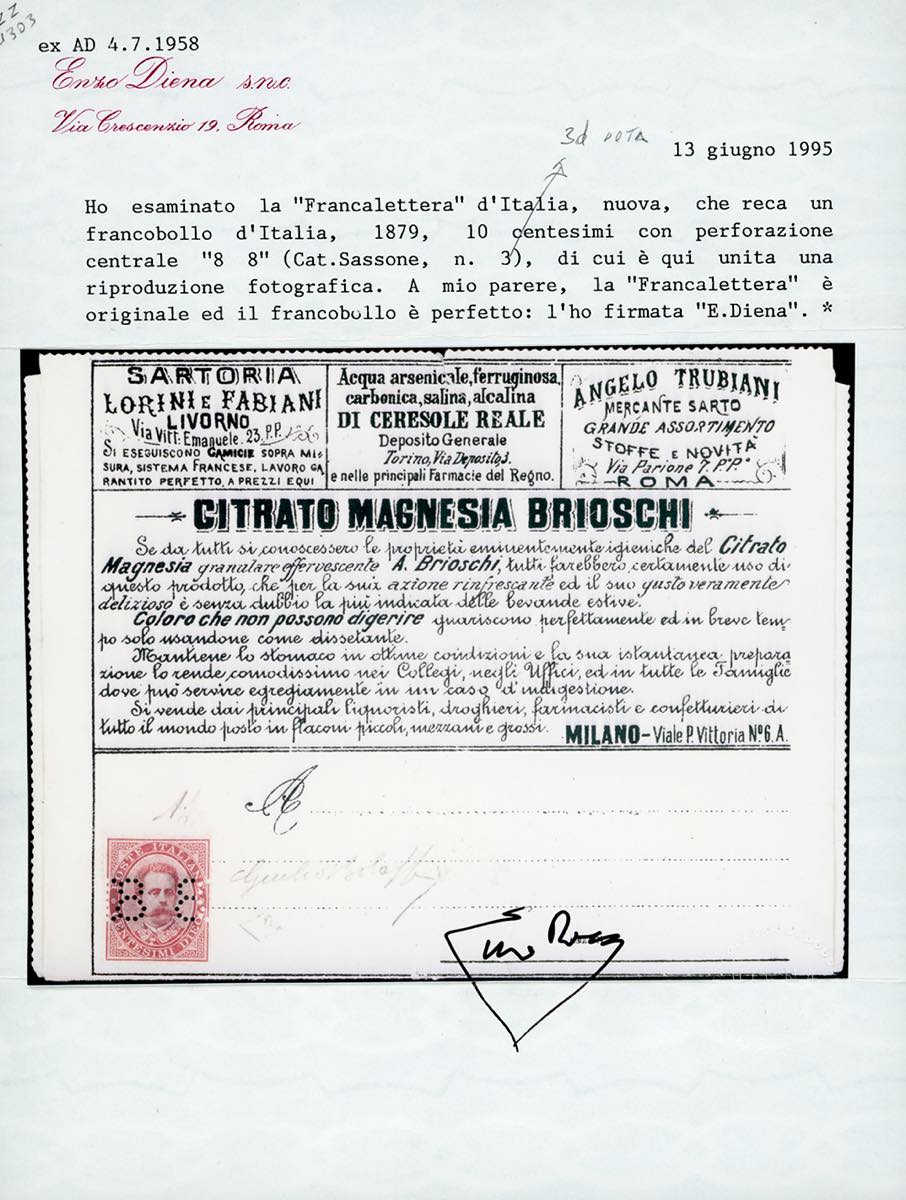 ZZ
4303
ex AD 4.7.1958
Enzo Diena s.n.c.
Via Crescenzio 19, Roma
3d NOTA
13 giugno 1995
Ho esaminato la "Francalettera" d'Italia, nuova, che reca un
francobollo d'Italia, 1879, 10 centesimi con perforazione
centrale "8 8" (Cat.Sassone, n. 3), di cui è qui unita una
riproduzione fotografica. A mio parere, la "Francalettera" è
originale ed il francobollo è perfetto: l'ho firmata "E.Diena". *
SARTORIA
LORINI E FABIANI
LIVORNO
Via Vitt: Emanuele. 23. P.P.
SI ESEGUISCONO CAMICIE SOPRA MI=
SURA, SISTEMA FRANCESE, LAVORO GA
RANTITO PERFETTO, A PREZZI EQUI
Acqua arsenicale, ferruginosa,
carbonica, salina, alcalina
DI CERESOLE REALE
Deposito Generale
Torino, Via Deposito 3.
e nelle principali Farmacie del Regno.
ANGELO TRUBIANI
MERCANTE SARTO
GRANDE ASSORTIMENTO
STOFFE E NOVITÀ
Via Parione 7. P.P.
ROMA
CITRATO MAGNESIA BRIOSCHI
Se da tutti si conoscessero le proprietà eminentemente igieniche del Citrato
Magnesia granulare effervescente A. Brioschi, tutti farebbero certamente uso di
questo prodotto, che per la sua azione rinfrescante ed il suo gusto veramente
delizioso è senza dubbio la più indicata delle bevande estive.
Coloro che non possono digerire guariscono perfettamente ed in breve tem=
po solo usandone come dissetante.
Mantiene lo stomaco in ottime condizioni e la sua istantanea prepara
zione lo rende comodissimo nei Collegi, negli Uffici, ed in tutte le Famiglie
dove può servire egregiamente in un caso d'indigestione.
Si vende dai principali liquoristi, droghieri, farmacisti e confetturieri di
tutto il mondo posto in flaconi piccoli, mezzani e grossi.
MILANO – Viale P. Vittoria Nº 6. A.
A
POSTE ITALIANE
8 8
CENTESIMI DIECI